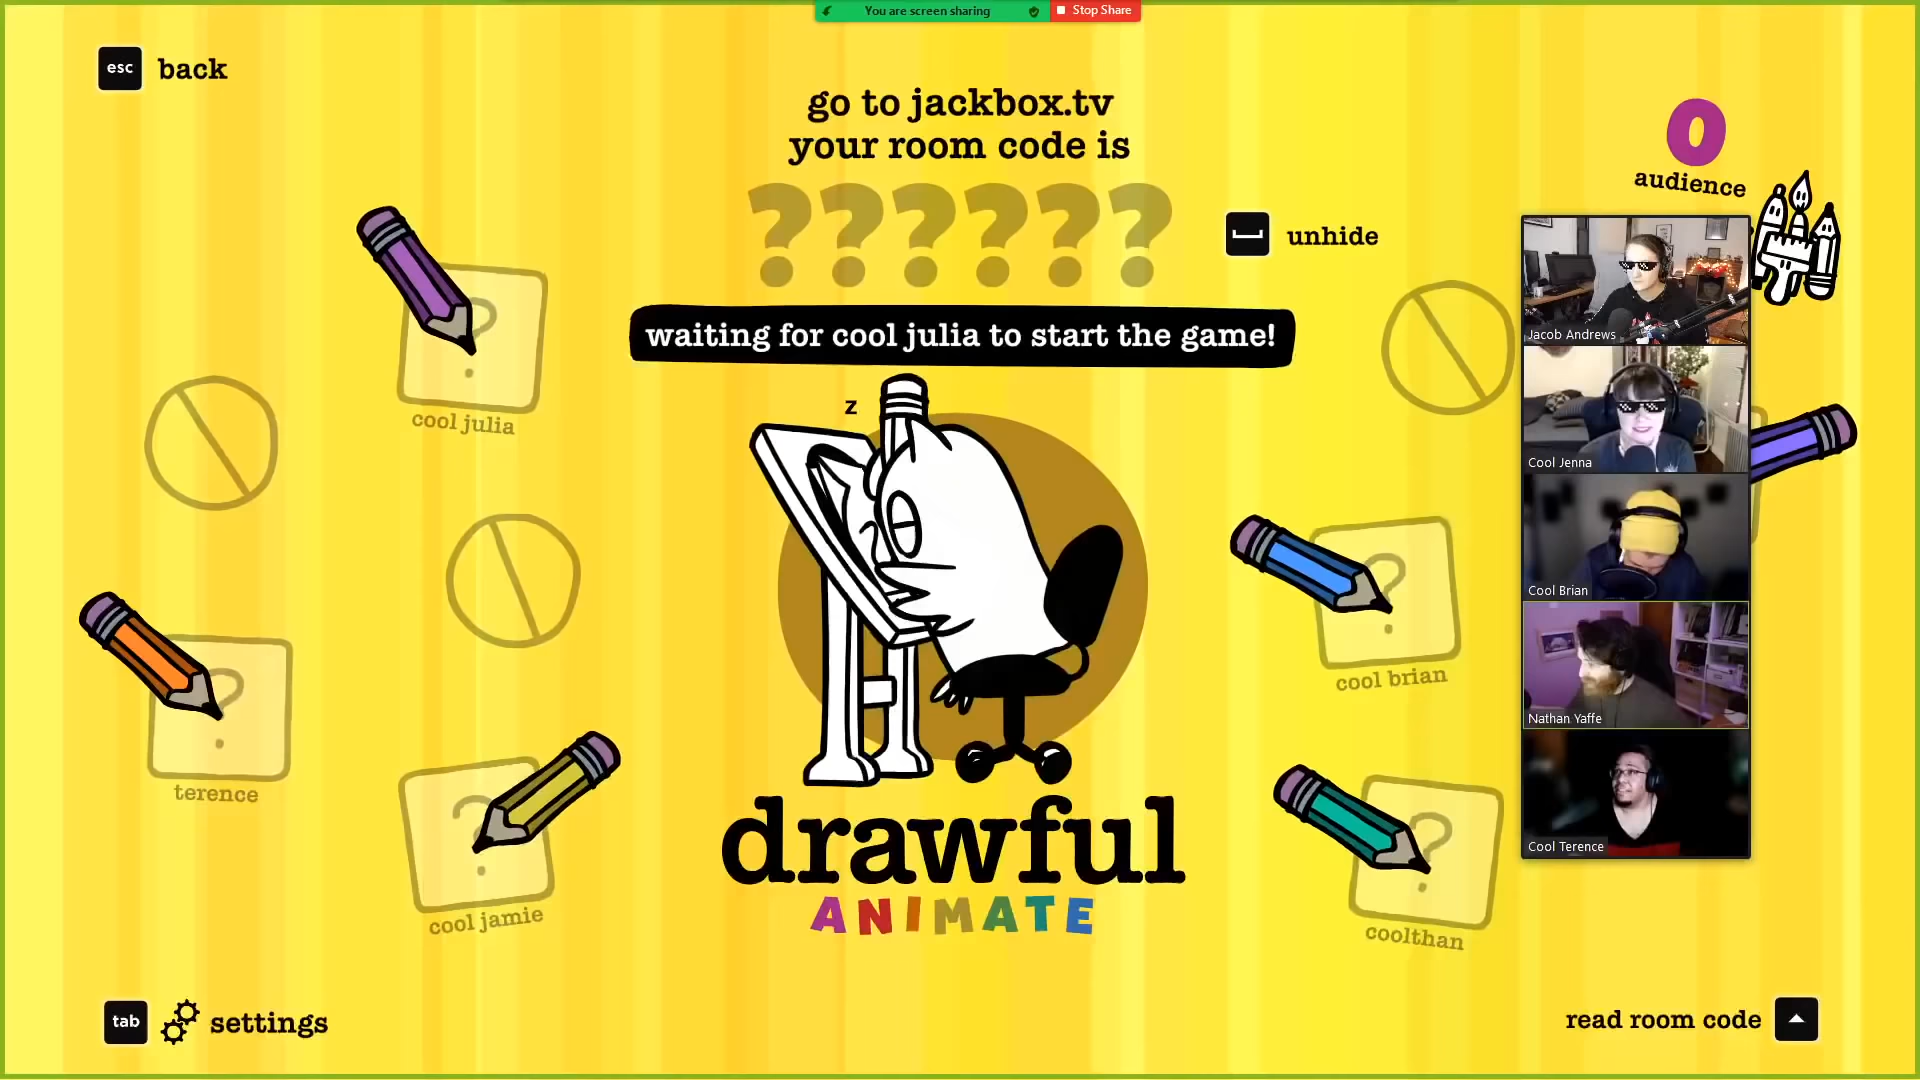 You are screen sharing
Stop Share
esc
back
go to jackbox.tv
your room code is
??????
unhide
0
audience
waiting for cool julia to start the game!
Jacob Andrews
Cool Jenna
Cool Brian
Nathan Yaffe
Cool Terence
z
?
cool julia
?
terence
?
cool jamie
?
cool brian
?
coolthan
drawful
ANIMATE
tab
settings
read room code